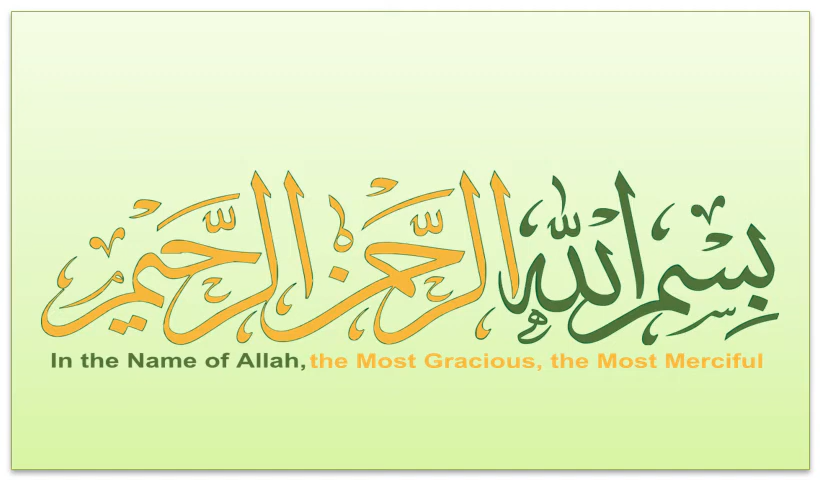 بسم الله الرحمن الرحيم
In the Name of Allah, the Most Gracious, the Most Merciful